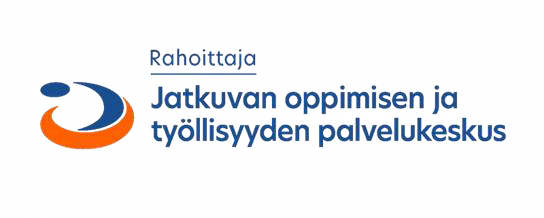 Rahoittaja
Jatkuvan oppimisen ja
työllisyyden palvelukeskus